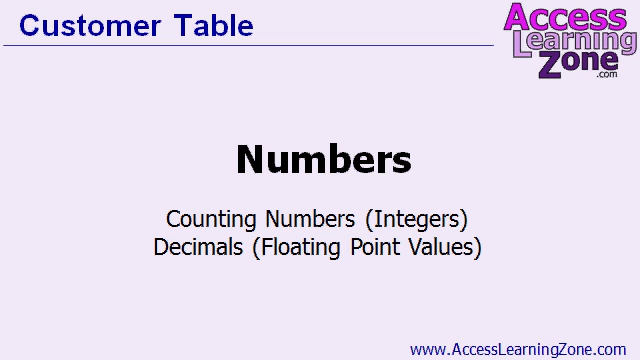 Customer Table
Access
Learning
Zone
.com
Numbers
Counting Numbers (Integers)
Decimals (Floating Point Values)
www.AccessLearningZone.com